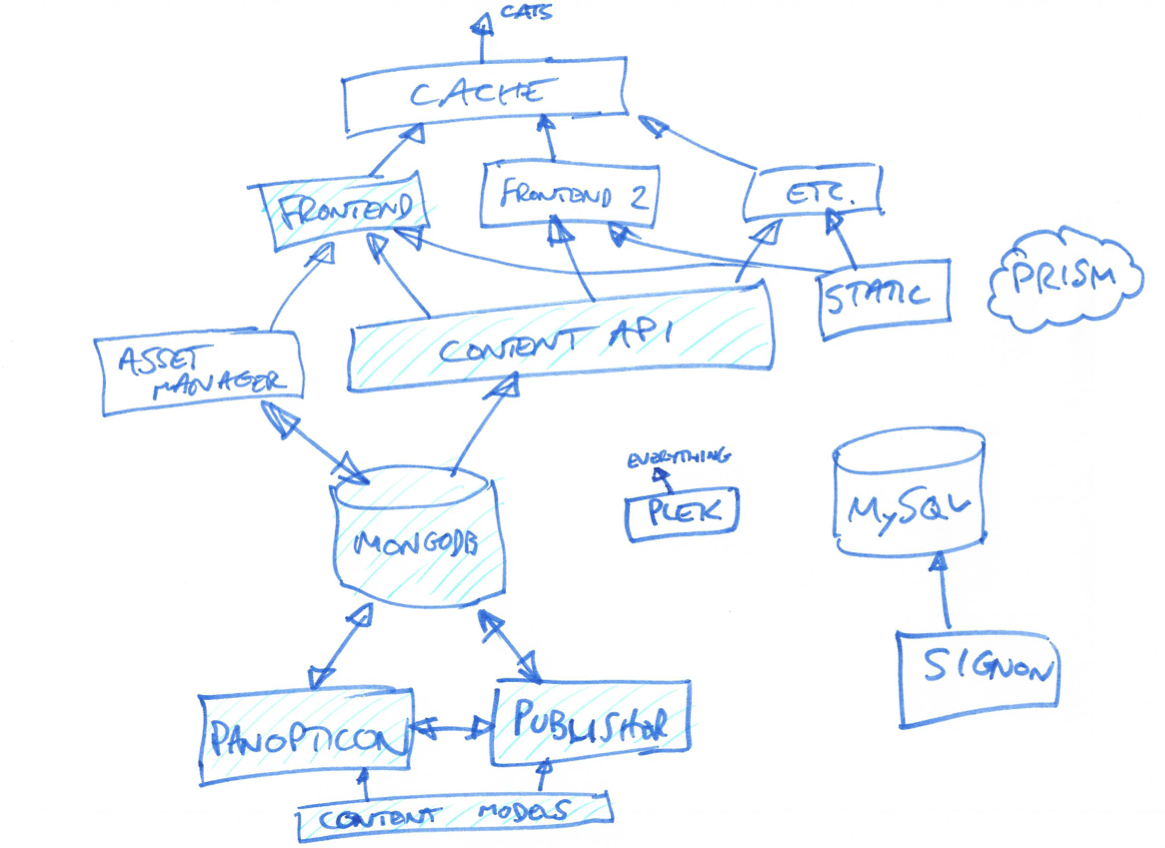 CATS
CACHE
FRONTEND
FRONTEND 2
ETC.
STATIC
PRISM
CONTENT API
ASSET
MANAGER
EVERYTHING
PLEK
MySQL
MONGODB
SIGNON
PANOPTICON
PUBLISHER
CONTENT MODELS